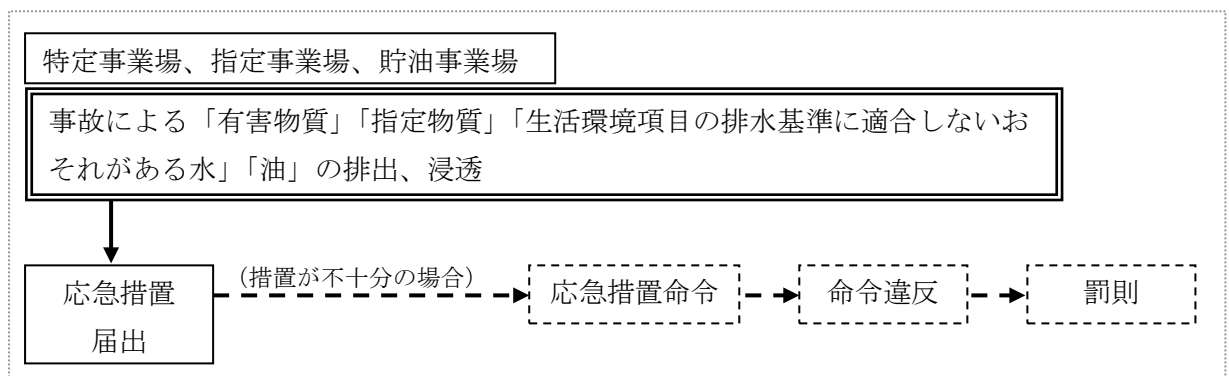 特定事業場、指定事業場、貯油事業場
事故による「有害物質」「指定物質」「生活環境項目の排水基準に適合しないお
それがある水」「油」の排出、浸透
応急措置
届出
(措置が不十分の場合)
応急措置命令
命令違反
罰則